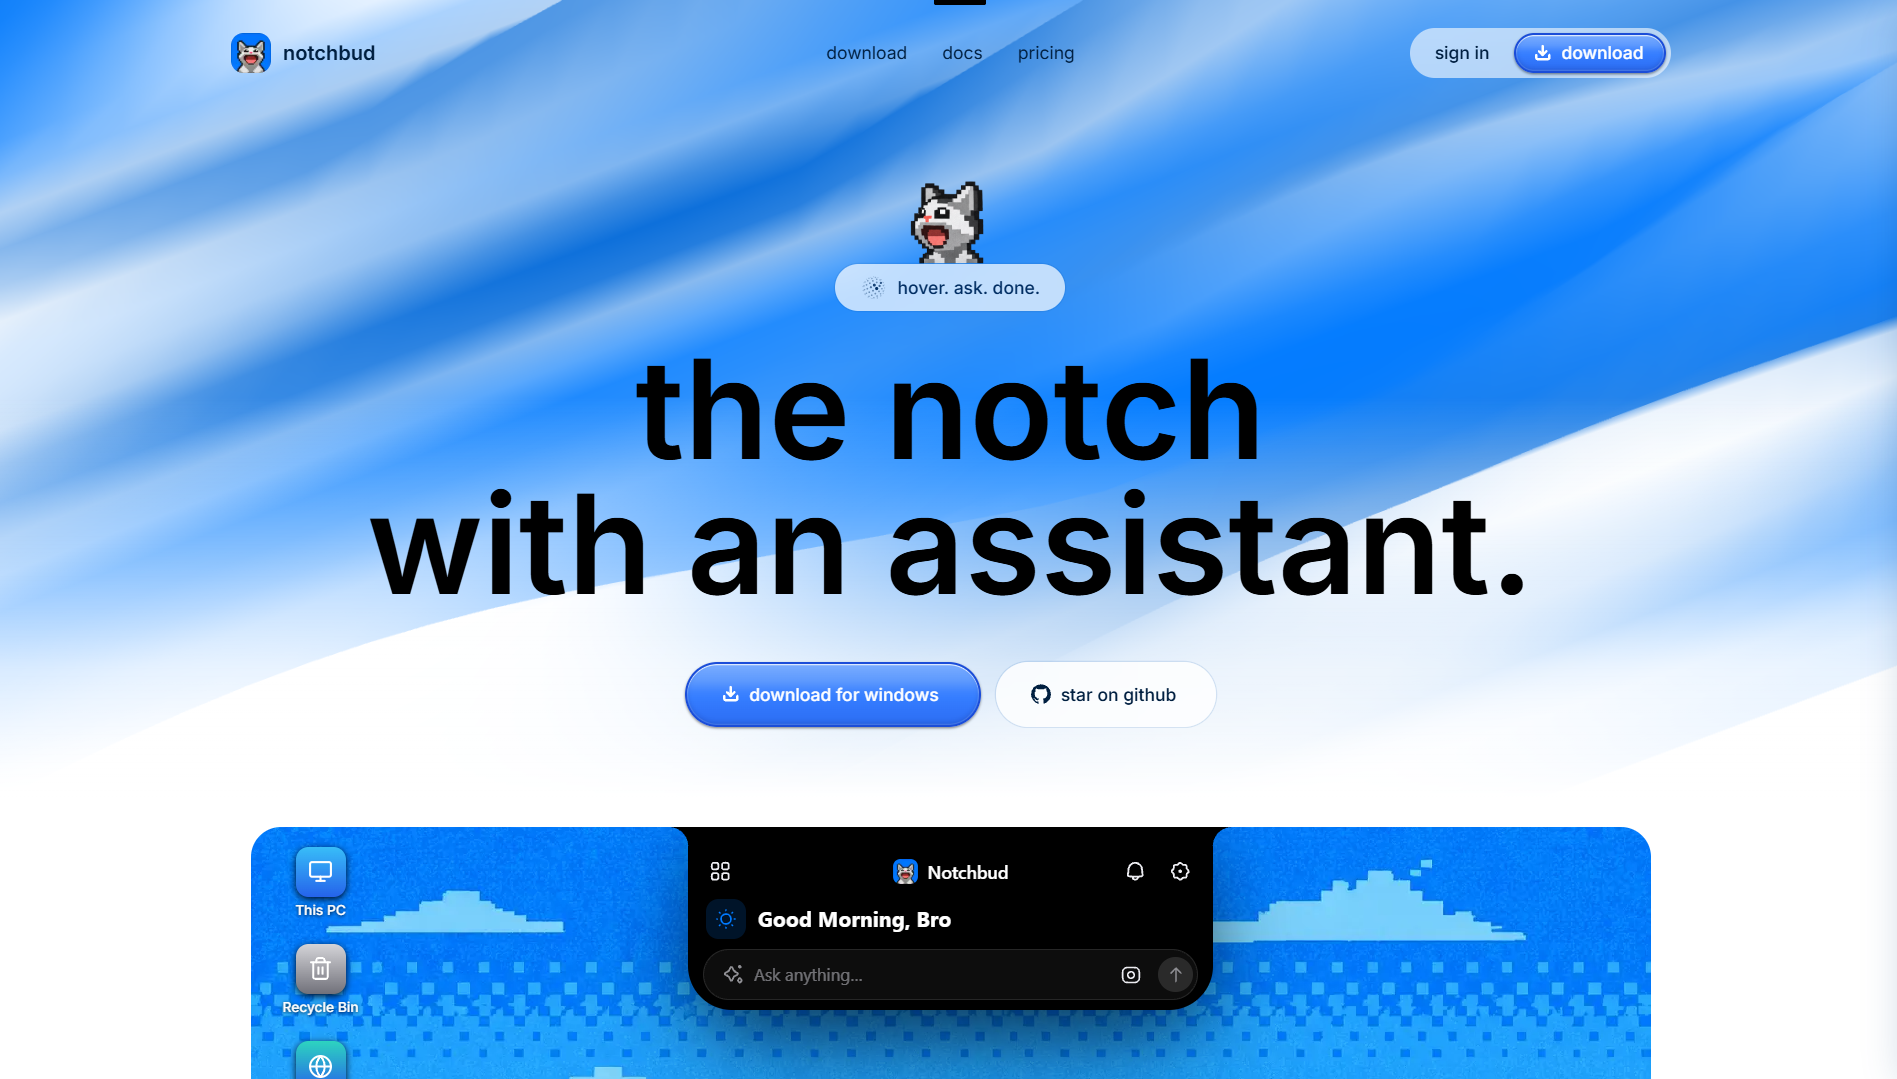 notchbud
download docs pricing
sign in download
hover. ask. done.
the notch
with an assistant.
download for windows star on github
Notchbud
This PC
Good Morning, Bro
Ask anything...
Recycle Bin